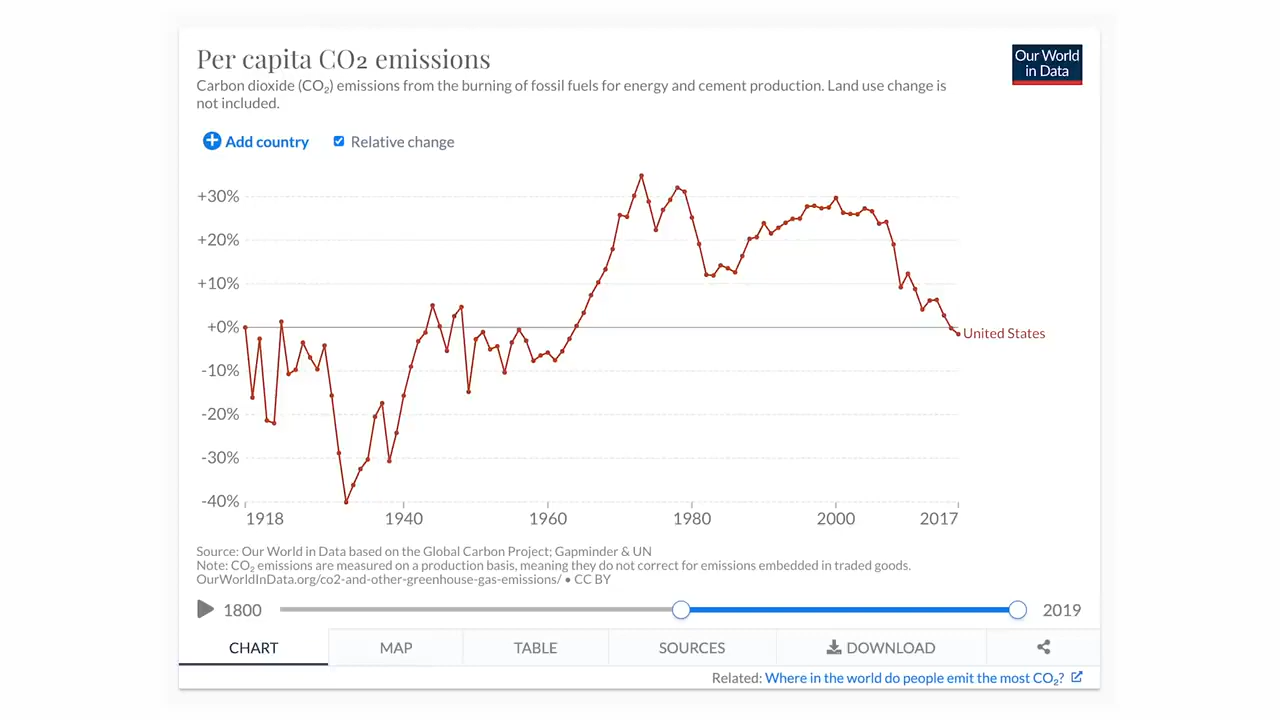 Per capita CO2 emissions
Our World
in Data
Carbon dioxide (CO₂) emissions from the burning of fossil fuels for energy and cement production. Land use change is
not included.
Add country
Relative change
+30%
+20%
+10%
+0%
United States
-10%
-20%
-30%
-40%
1918 1940 1960 1980 2000 2017
Source: Our World in Data based on the Global Carbon Project; Gapminder & UN
Note: CO₂ emissions are measured on a production basis, meaning they do not correct for emissions embedded in traded goods.
OurWorldInData.org/co2-and-other-greenhouse-gas-emissions/ • CC BY
1800 2019
CHART MAP TABLE SOURCES DOWNLOAD
Related: Where in the world do people emit the most CO₂?